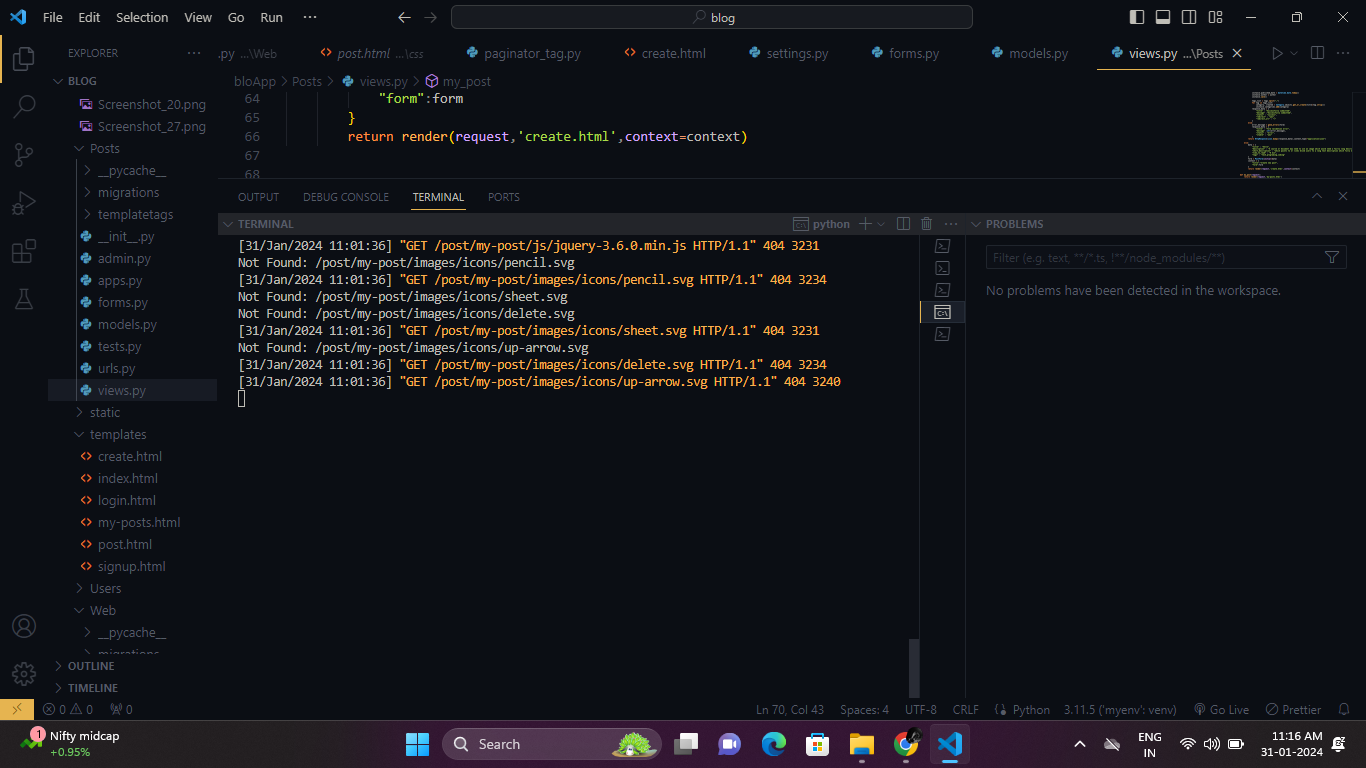 File Edit Selection View Go Run ···
blog
EXPLORER
.py ...\Web
post.html ...\css
paginator_tag.py
create.html
settings.py
forms.py
models.py
views.py ...\Posts
BLOG
Screenshot_20.png
Screenshot_27.png
Posts
__pycache__
migrations
templatetags
__init__.py
admin.py
apps.py
forms.py
models.py
tests.py
urls.py
views.py
static
templates
create.html
index.html
login.html
my-posts.html
post.html
signup.html
Users
Web
__pycache__
migrations
OUTLINE
TIMELINE
bloApp > Posts > views.py > my_post
64 "form":form
65 }
66 return render(request,'create.html',context=context)
67
68
OUTPUT DEBUG CONSOLE TERMINAL PORTS
TERMINAL
python
[31/Jan/2024 11:01:36] "GET /post/my-post/js/jquery-3.6.0.min.js HTTP/1.1" 404 3231
Not Found: /post/my-post/images/icons/pencil.svg
[31/Jan/2024 11:01:36] "GET /post/my-post/images/icons/pencil.svg HTTP/1.1" 404 3234
Not Found: /post/my-post/images/icons/sheet.svg
Not Found: /post/my-post/images/icons/delete.svg
[31/Jan/2024 11:01:36] "GET /post/my-post/images/icons/sheet.svg HTTP/1.1" 404 3231
Not Found: /post/my-post/images/icons/up-arrow.svg
[31/Jan/2024 11:01:36] "GET /post/my-post/images/icons/delete.svg HTTP/1.1" 404 3234
[31/Jan/2024 11:01:36] "GET /post/my-post/images/icons/up-arrow.svg HTTP/1.1" 404 3240
PROBLEMS
Filter (e.g. text, **/*.ts, !**/node_modules/**)
No problems have been detected in the workspace.
0 0 0
Ln 70, Col 43 Spaces: 4 UTF-8 CRLF Python 3.11.5 ('myenv': venv) Go Live Prettier
1
Nifty midcap
+0.95%
Search
ENG
IN
11:16 AM
31-01-2024